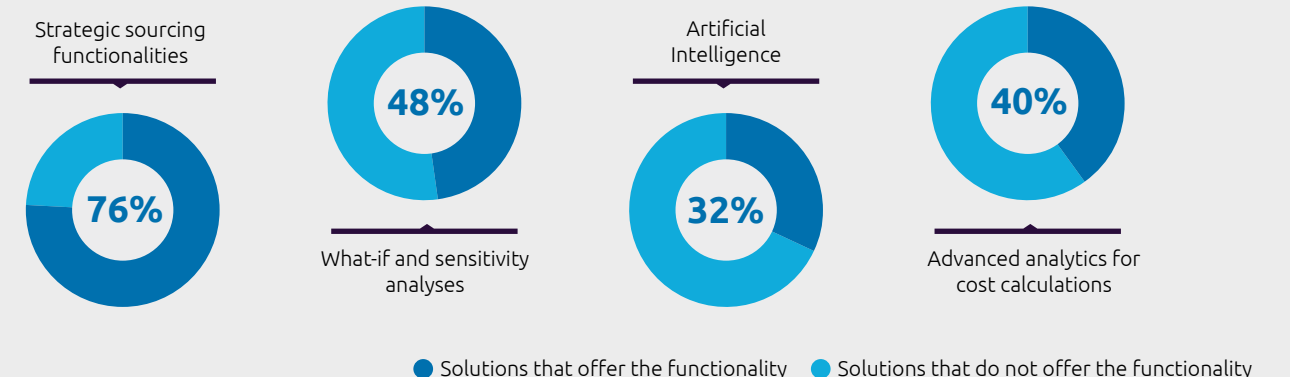 Strategic sourcing
functionalities
76%
48%
What-if and sensitivity
analyses
Artificial
Intelligence
32%
40%
Advanced analytics for
cost calculations
Solutions that offer the functionality
Solutions that do not offer the functionality